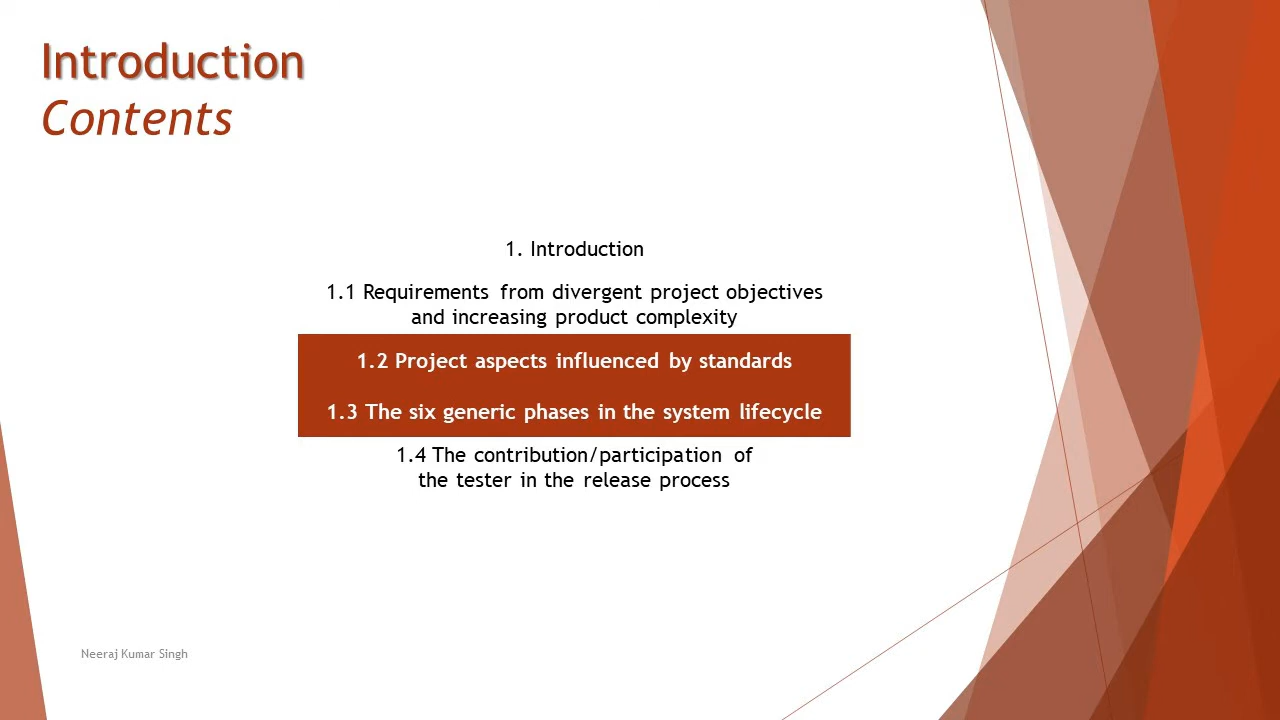 Introduction
Contents
1. Introduction
1.1 Requirements from divergent project objectives
and increasing product complexity
1.2 Project aspects influenced by standards
1.3 The six generic phases in the system lifecycle
1.4 The contribution/participation of
the tester in the release process
Neeraj Kumar Singh